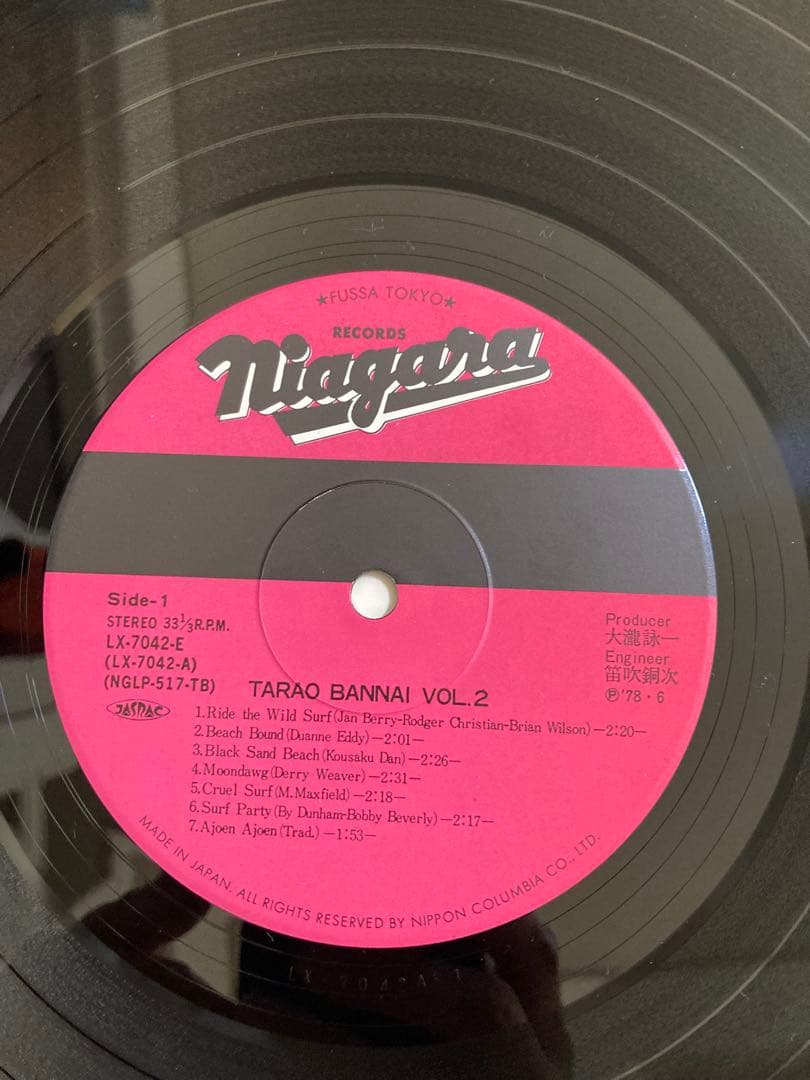 ★FUSSA TOKYO★
RECORDS
Niagara
Side-1
STEREO 33⅓R.P.M.
LX-7042-E
(LX-7042-A)
(NGLP-517-TB)
JASRAC
Producer
大瀧詠一
Engineer
笛吹銅次
Ⓟ'78・6
TARAO BANNAI VOL.2
1.Ride the Wild Surf(Jan Berry-Rodger Christian-Brian Wilson)—2:20—
2.Beach Bound(Duanne Eddy)—2:01—
3.Black Sand Beach(Kousaku Dan)—2:26—
4.Moondawg(Derry Weaver)—2:31—
5.Cruel Surf(M.Maxfield)—2:18—
6.Surf Party(By Dunham-Bobby Beverly)—2:17—
7.Ajoen Ajoen(Trad.)—1:53—
MADE IN JAPAN. ALL RIGHTS RESERVED BY NIPPON COLUMBIA CO., LTD.